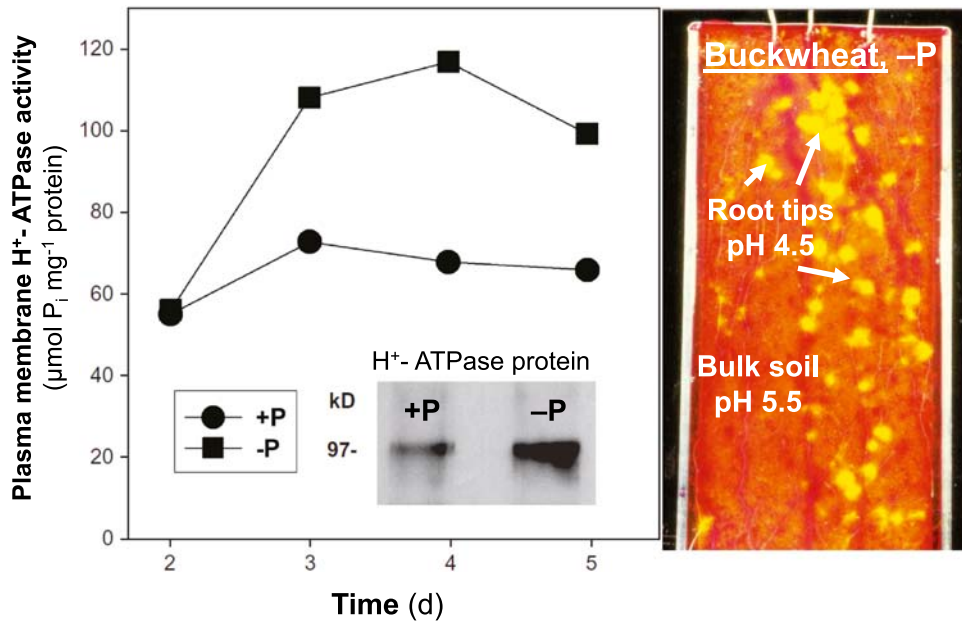 Plasma membrane H⁺- ATPase activity
(µmol Pᵢ mg⁻¹ protein)
120
100
80
60
40
20
0
2
3
4
5
Time (d)
+P
-P
H⁺- ATPase protein
kD
97-
+P
–P
Buckwheat, –P
Root tips
pH 4.5
Bulk soil
pH 5.5